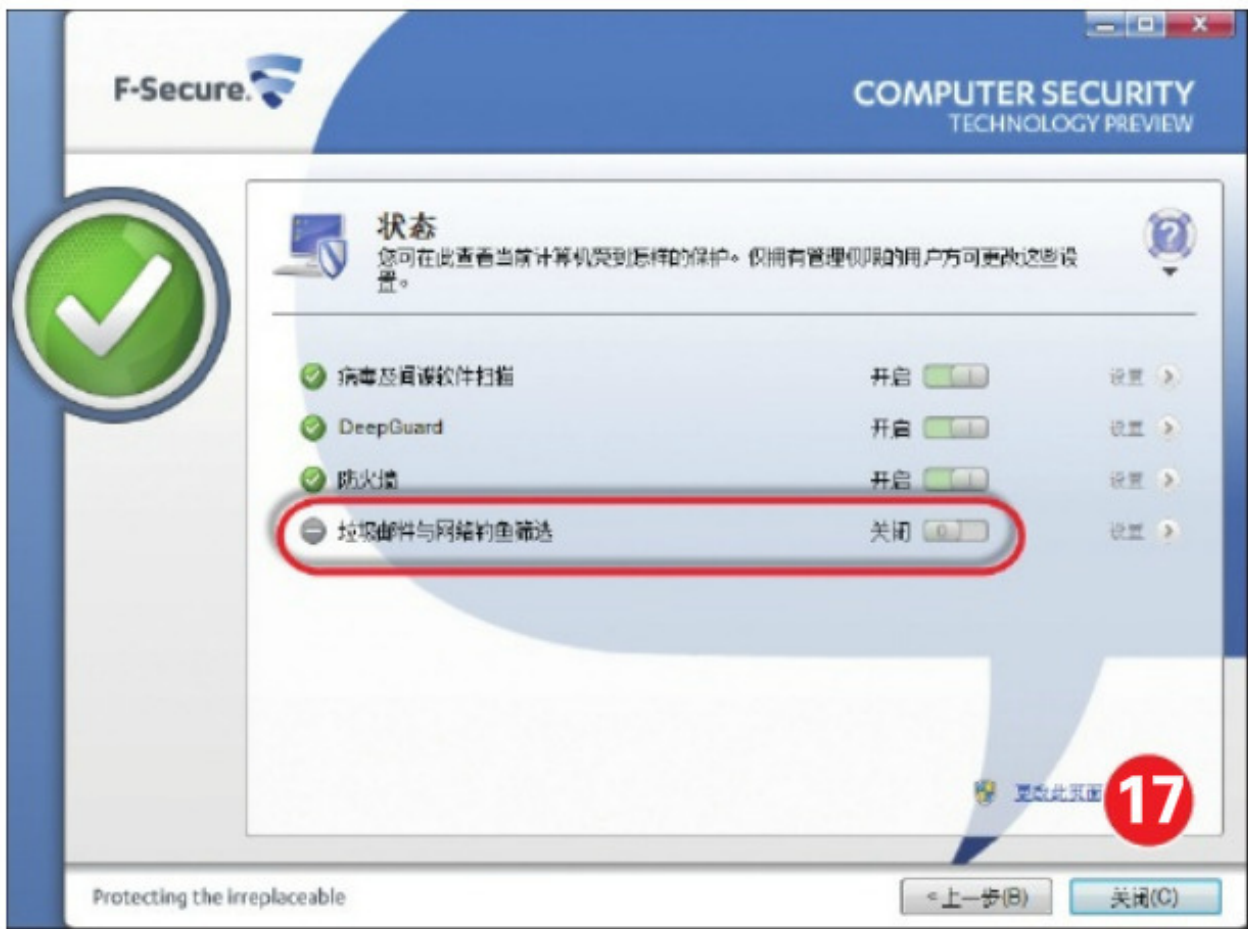 F-Secure.
COMPUTER SECURITY
TECHNOLOGY PREVIEW
状态
您可在此查看当前计算机受到怎样的保护。仅拥有管理权限的用户方可更改这些设
置。
病毒及间谍软件扫描 开启 设置
DeepGuard 开启 设置
防火墙 开启 设置
垃圾邮件与网络钓鱼筛选 关闭 设置
更改此页面
17
Protecting the irreplaceable
<上一步(B)
关闭(C)